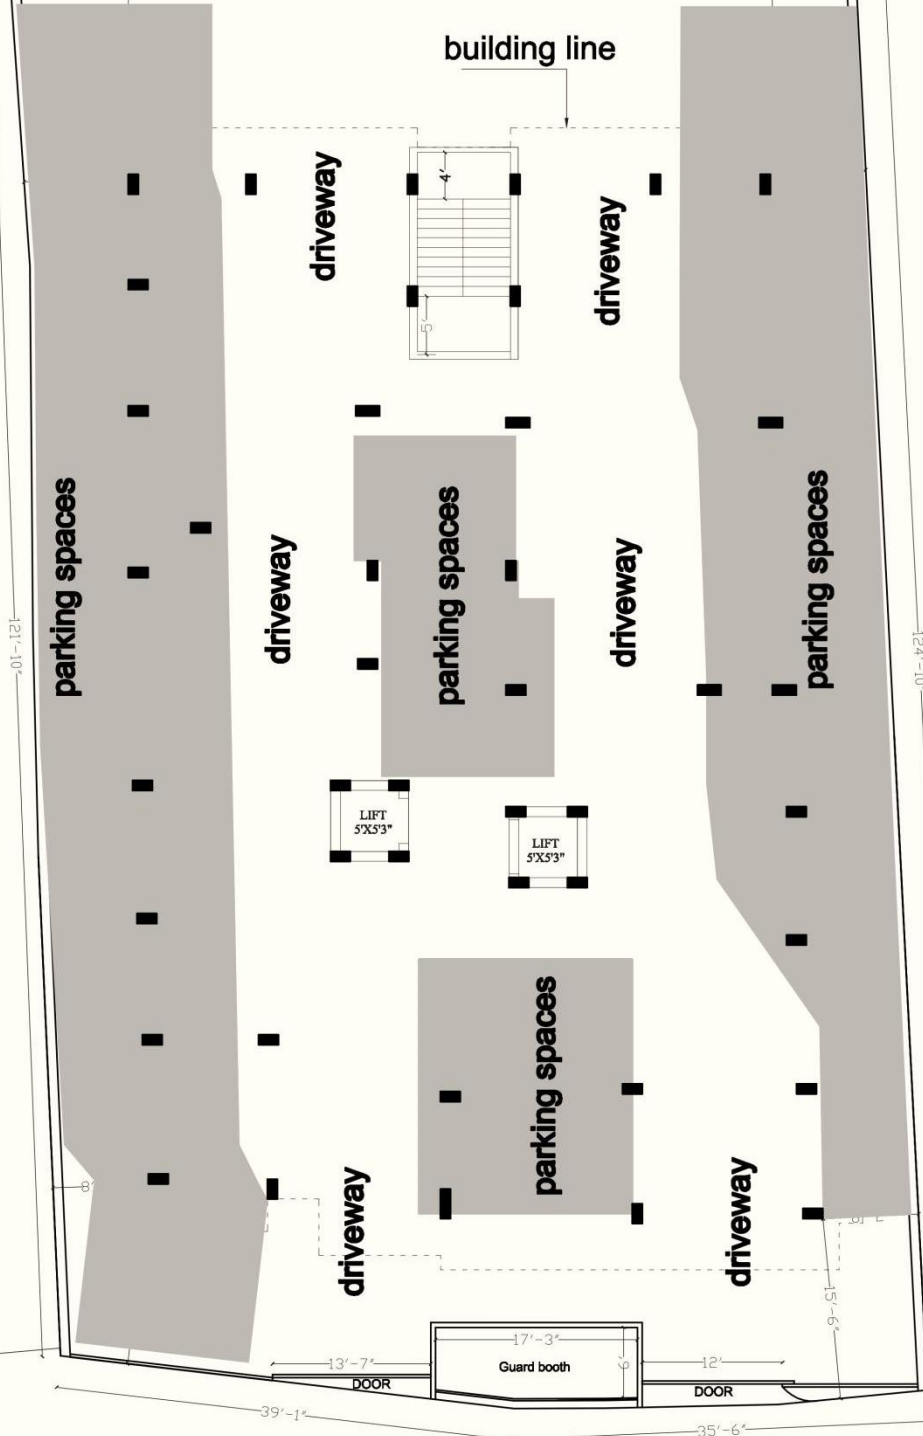 building line
driveway
4'
driveway
5'
parking spaces
driveway
parking spaces
driveway
parking spaces
121'-10"
124'-10"
LIFT
5'X5'3"
LIFT
5'X5'3"
parking spaces
8'
driveway
driveway
15'-6"
17'-3"
6'
Guard booth
13'-7"
DOOR
12'
DOOR
39'-1"
35'-6"